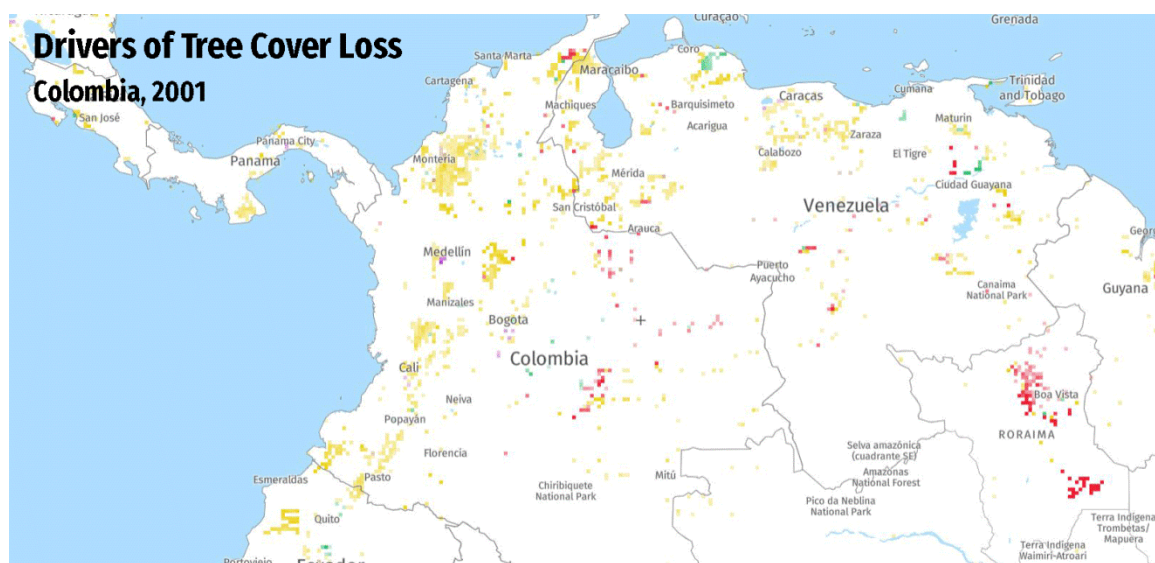 Drivers of Tree Cover Loss
Colombia, 2001
Curaçao
Grenada
Santa Marta
Coro
Maracaibo
Cartagena
Trinidad
and Tobago
Cumana
Caracas
Machiques
Barquisimeto
San José
Maturín
Acarigua
Zaraza
Panama City
Panama
Montería
Calabozo
El Tigre
Mérida
Ciudad Guayana
San Cristóbal
Venezuela
Arauca
Medellín
Puerto
Ayacucho
Canaima
National Park
Guyana
Manizales
Bogota
Colombia
Cali
Neiva
Boa Vista
Popayán
RORAIMA
Florencia
Selva amazónica
(cuadrante SE)
Esmeraldas
Pasto
Mitú
Amazonas
National Forest
Chiribiquete
National Park
Pico da Neblina
National Park
Quito
Terra Indígena
Trombetas/
Mapuera
Terra Indígena
Waimiri-Atroari